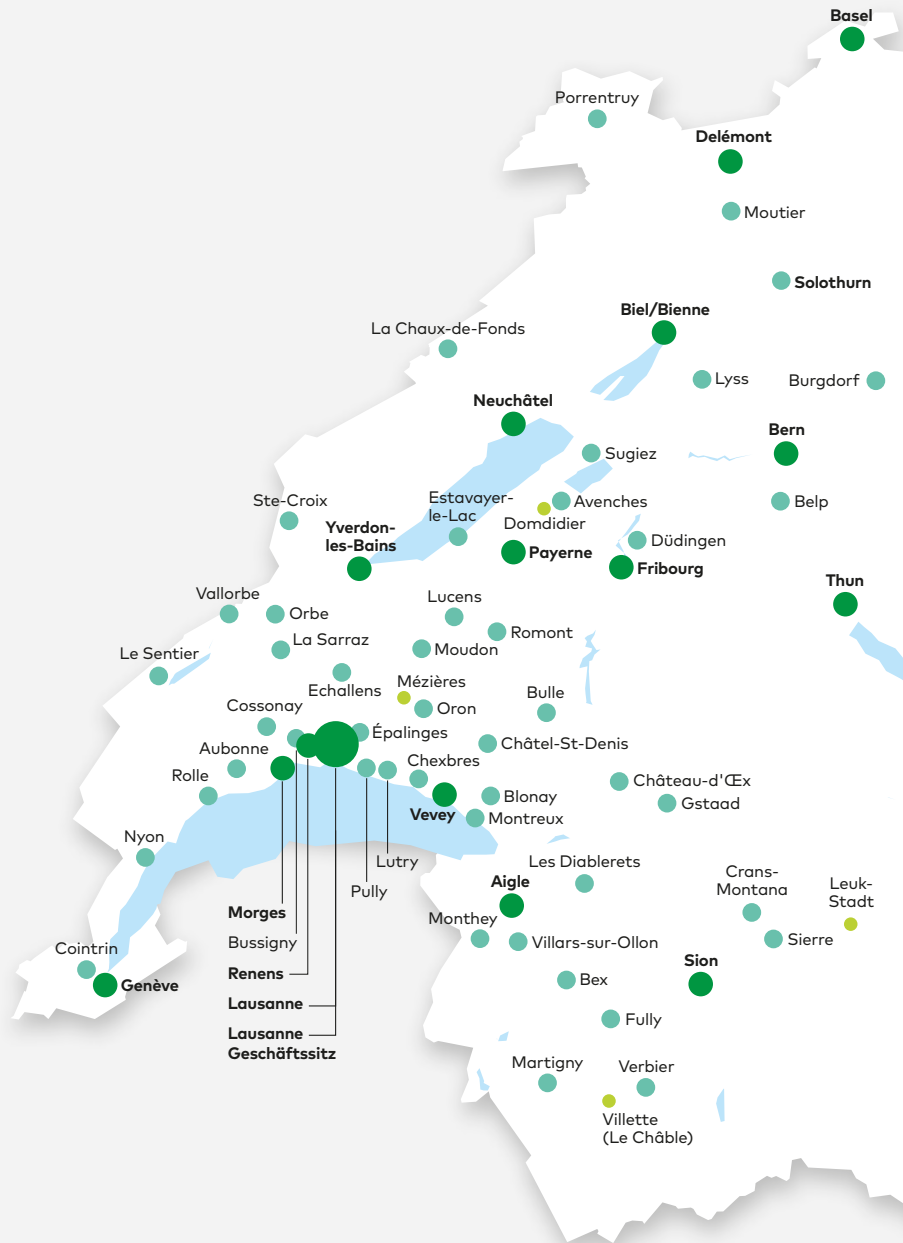 Basel
Porrentruy
Delémont
Moutier
Solothurn
Biel/Bienne
La Chaux-de-Fonds
Lyss
Burgdorf
Neuchâtel
Bern
Sugiez
Ste-Croix
Estavayer-
le-Lac
Avenches
Belp
Domdidier
Yverdon-
les-Bains
Payerne
Düdingen
Fribourg
Thun
Vallorbe
Orbe
Lucens
Romont
La Sarraz
Moudon
Le Sentier
Echallens
Mézières
Oron
Bulle
Cossonay
Épalinges
Châtel-St-Denis
Aubonne
Chexbres
Rolle
Château-d'Œx
Blonay
Gstaad
Vevey
Montreux
Nyon
Lutry
Les Diablerets
Pully
Aigle
Crans-
Montana
Leuk-
Stadt
Morges
Monthey
Bussigny
Villars-sur-Ollon
Sierre
Cointrin
Sion
Renens
Genève
Bex
Lausanne
Fully
Lausanne
Geschäftssitz
Martigny
Verbier
Villette
(Le Châble)